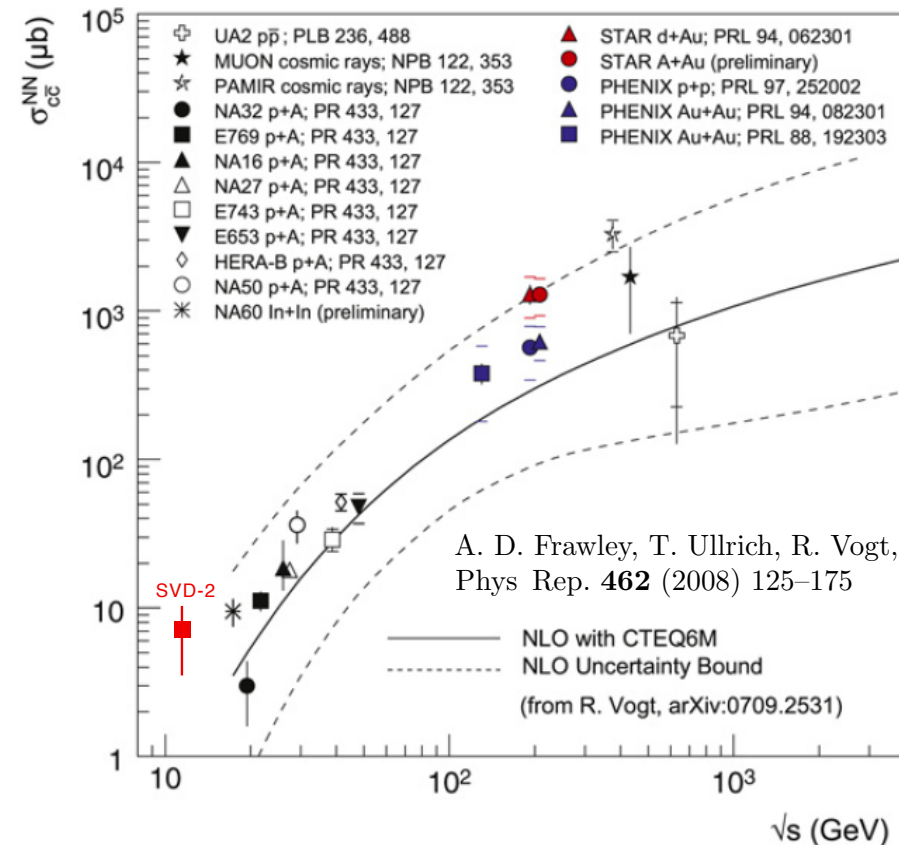 10⁵
σ_cc̄^NN (μb)
UA2 pp̄; PLB 236, 488
MUON cosmic rays; NPB 122, 353
PAMIR cosmic rays; NPB 122, 353
NA32 p+A; PR 433, 127
E769 p+A; PR 433, 127
NA16 p+A; PR 433, 127
NA27 p+A; PR 433, 127
E743 p+A; PR 433, 127
E653 p+A; PR 433, 127
HERA-B p+A; PR 433, 127
NA50 p+A; PR 433, 127
NA60 In+In (preliminary)
STAR d+Au; PRL 94, 062301
STAR A+Au (preliminary)
PHENIX p+p; PRL 97, 252002
PHENIX Au+Au; PRL 94, 082301
PHENIX Au+Au; PRL 88, 192303
10⁴
10³
10²
A. D. Frawley, T. Ullrich, R. Vogt,
Phys Rep. 462 (2008) 125–175
SVD-2
10
NLO with CTEQ6M
NLO Uncertainty Bound
(from R. Vogt, arXiv:0709.2531)
1
10 10² 10³
√s (GeV)